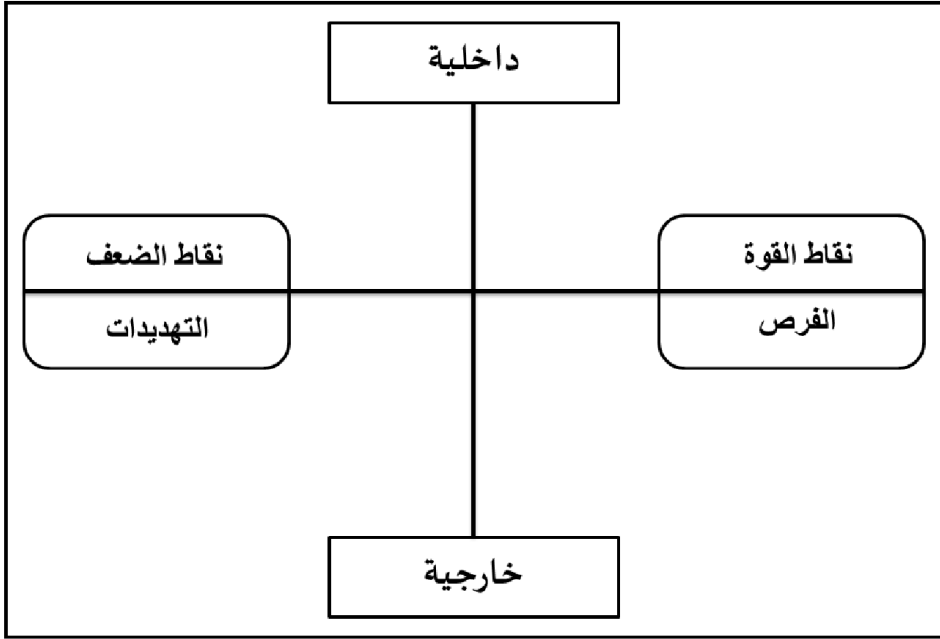 داخلية
نقاط القوة
نقاط الضعف
الفرص
التهديدات
خارجية